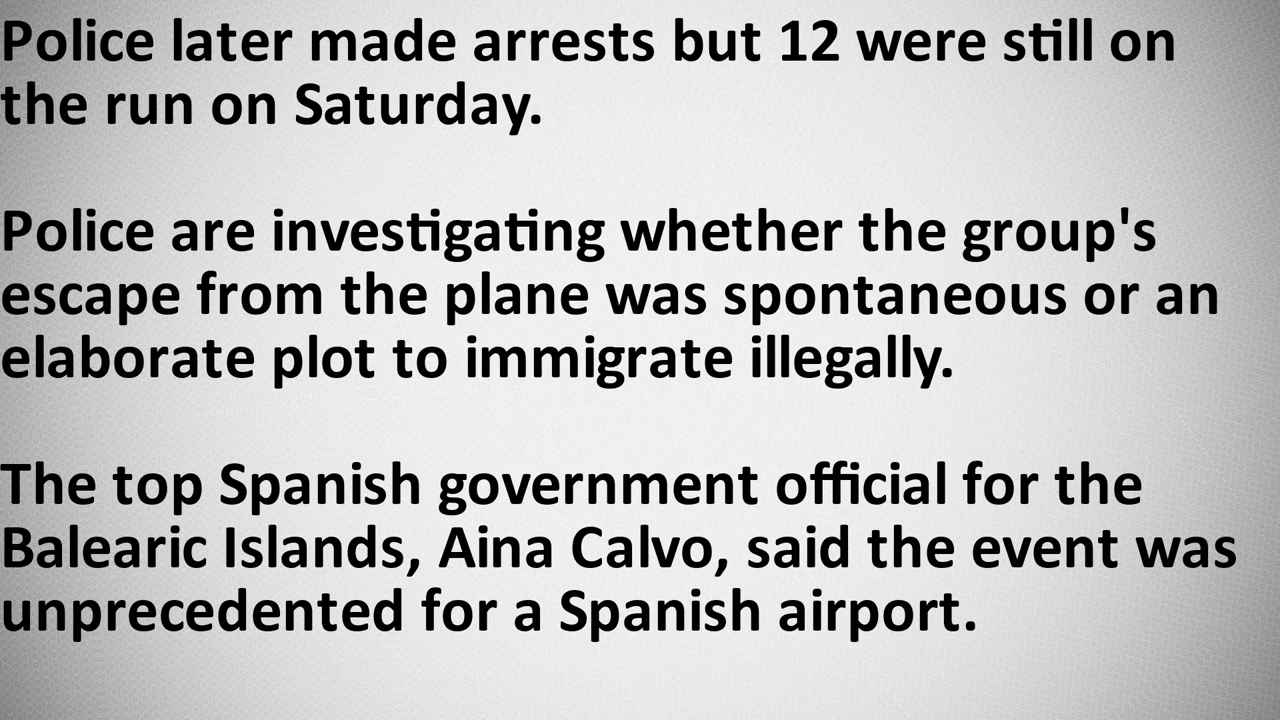 Police later made arrests but 12 were still on
the run on Saturday.
Police are investigating whether the group's
escape from the plane was spontaneous or an
elaborate plot to immigrate illegally.
The top Spanish government official for the
Balearic Islands, Aina Calvo, said the event was
unprecedented for a Spanish airport.